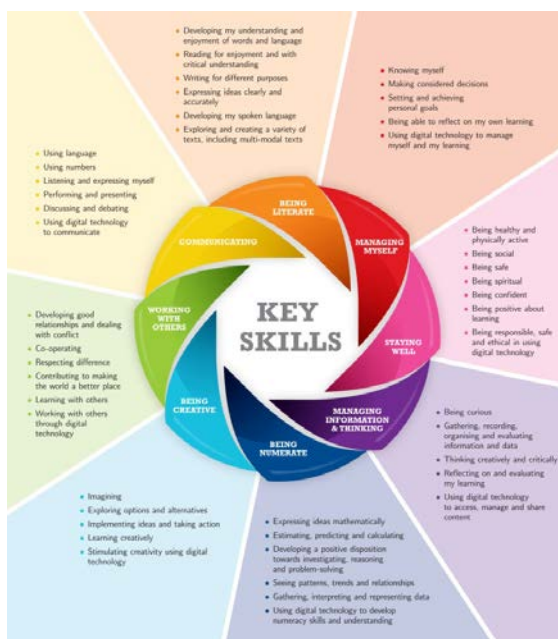 KEY
SKILLS
BEING
LITERATE
• Developing my understanding and
enjoyment of words and language
• Reading for enjoyment and with
critical understanding
• Writing for different purposes
• Expressing ideas clearly and
accurately
• Developing my spoken language
• Exploring and creating a variety of
texts, including multi-modal texts
MANAGING
MYSELF
• Knowing myself
• Making considered decisions
• Setting and achieving
personal goals
• Being able to reflect on my own learning
• Using digital technology to manage
myself and my learning
STAYING
WELL
• Being healthy and
physically active
• Being social
• Being safe
• Being spiritual
• Being confident
• Being positive about
learning
• Being responsible, safe
and ethical in using
digital technology
MANAGING
INFORMATION
& THINKING
• Being curious
• Gathering, recording,
organising and evaluating
information and data
• Thinking creatively and critically
• Reflecting on and evaluating
my learning
• Using digital technology
to access, manage and share
content
BEING
NUMERATE
• Expressing ideas mathematically
• Estimating, predicting and calculating
• Developing a positive disposition
towards investigating, reasoning
and problem-solving
• Seeing patterns, trends and relationships
• Gathering, interpreting and representing data
• Using digital technology to develop
numeracy skills and understanding
BEING
CREATIVE
• Imagining
• Exploring options and alternatives
• Implementing ideas and taking action
• Learning creatively
• Stimulating creativity using digital
technology
WORKING
WITH
OTHERS
• Developing good
relationships and dealing
with conflict
• Co-operating
• Respecting difference
• Contributing to making
the world a better place
• Learning with others
• Working with others
through digital
technology
COMMUNICATING
• Using language
• Using numbers
• Listening and expressing myself
• Performing and presenting
• Discussing and debating
• Using digital technology
to communicate